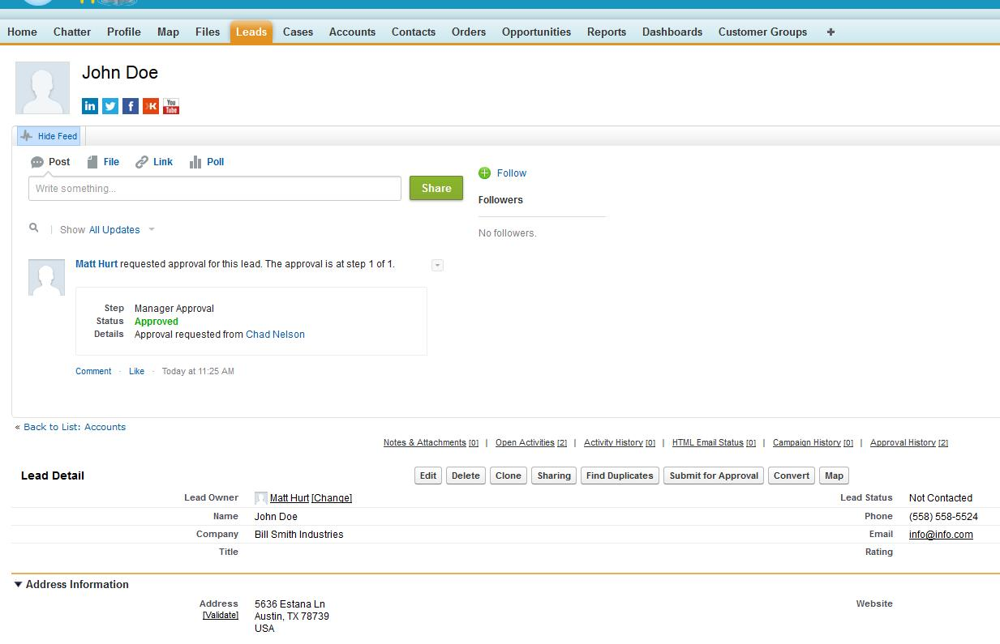 Home Chatter Profile Map Files Leads Cases Accounts Contacts Orders Opportunities Reports Dashboards Customer Groups +
John Doe
in f K You Tube
Hide Feed
Post File Link Poll
Write something... Share
Follow
Followers
No followers.
Show All Updates
Matt Hurt requested approval for this lead. The approval is at step 1 of 1.
Step Manager Approval
Status Approved
Details Approval requested from Chad Nelson
Comment · Like · Today at 11:25 AM
« Back to List: Accounts
Notes & Attachments [0] | Open Activities [2] | Activity History [0] | HTML Email Status [0] | Campaign History [0] | Approval History [2]
Lead Detail Edit Delete Clone Sharing Find Duplicates Submit for Approval Convert Map
Lead Owner Matt Hurt [Change] Lead Status Not Contacted
Name John Doe Phone (558) 558-5524
Company Bill Smith Industries Email info@info.com
Title Rating
Address Information
Address 5636 Estana Ln Website
[Validate] Austin, TX 78739
USA